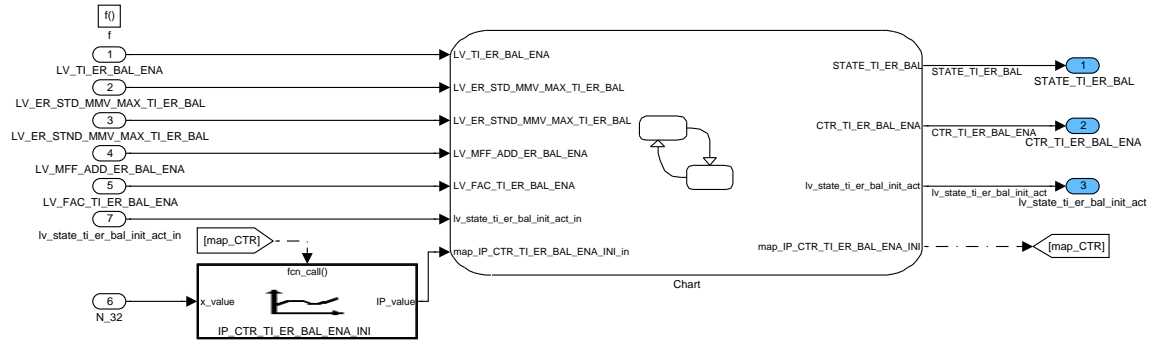 f()
f
1
LV_TI_ER_BAL_ENA
2
LV_ER_STD_MMV_MAX_TI_ER_BAL
3
LV_ER_STND_MMV_MAX_TI_ER_BAL
4
LV_MFF_ADD_ER_BAL_ENA
5
LV_FAC_TI_ER_BAL_ENA
7
lv_state_ti_er_bal_init_act_in
[map_CTR]
fcn_call()
6
N_32
x_value
IP_value
IP_CTR_TI_ER_BAL_ENA_INI
LV_TI_ER_BAL_ENA
LV_ER_STD_MMV_MAX_TI_ER_BAL
LV_ER_STND_MMV_MAX_TI_ER_BAL
LV_MFF_ADD_ER_BAL_ENA
LV_FAC_TI_ER_BAL_ENA
lv_state_ti_er_bal_init_act_in
map_IP_CTR_TI_ER_BAL_ENA_INI_in
STATE_TI_ER_BAL
CTR_TI_ER_BAL_ENA
lv_state_ti_er_bal_init_act
map_IP_CTR_TI_ER_BAL_ENA_INI
Chart
STATE_TI_ER_BAL
1
STATE_TI_ER_BAL
CTR_TI_ER_BAL_ENA
2
CTR_TI_ER_BAL_ENA
lv_state_ti_er_bal_init_act
3
lv_state_ti_er_bal_init_act
[map_CTR]